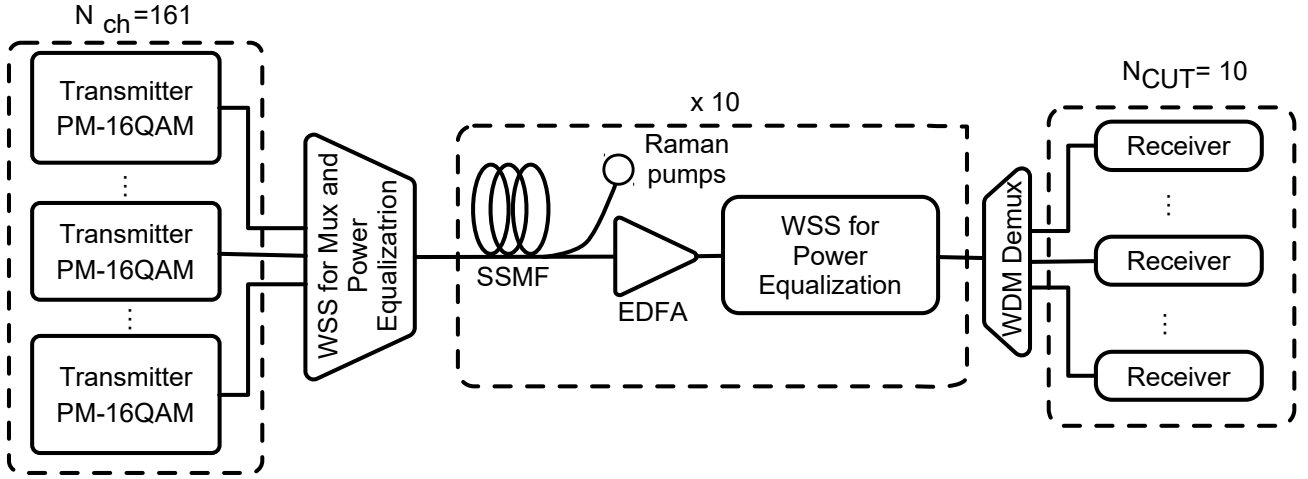 N ch=161
Transmitter
PM-16QAM
⋮
Transmitter
PM-16QAM
⋮
Transmitter
PM-16QAM
WSS for Mux and
Power
Equalizatrion
x 10
SSMF
Raman
pumps
EDFA
WSS for
Power
Equalization
WDM Demux
NCUT= 10
Receiver
⋮
Receiver
⋮
Receiver